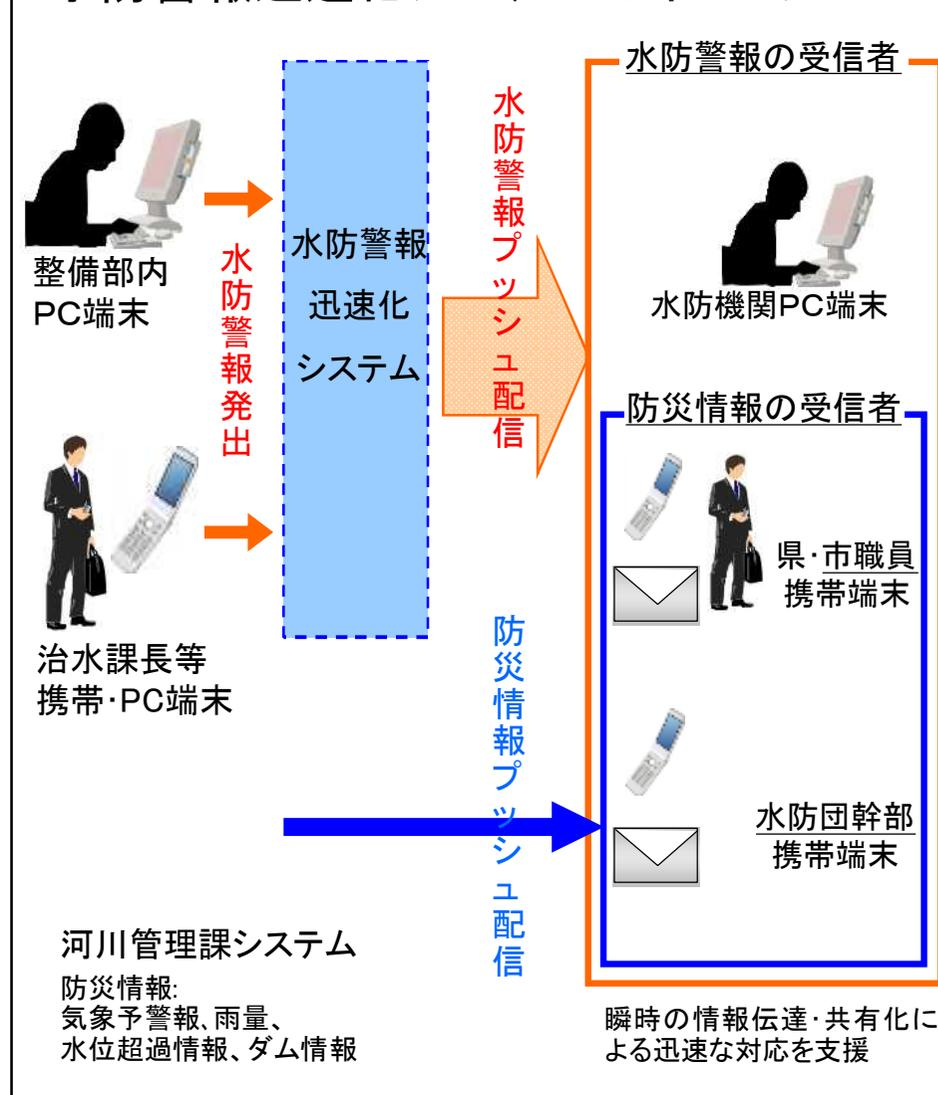 整備部内
PC端末
水防警報発出
治水課長等
携帯・PC端末
水防警報
迅速化
システム
水防警報プッシュ配信
防災情報プッシュ配信
水防警報の受信者
水防機関PC端末
防災情報の受信者
県・市職員
携帯端末
水防団幹部
携帯端末
河川管理課システム
防災情報:
気象予警報、雨量、
水位超過情報、ダム情報
瞬時の情報伝達・共有化に
よる迅速な対応を支援